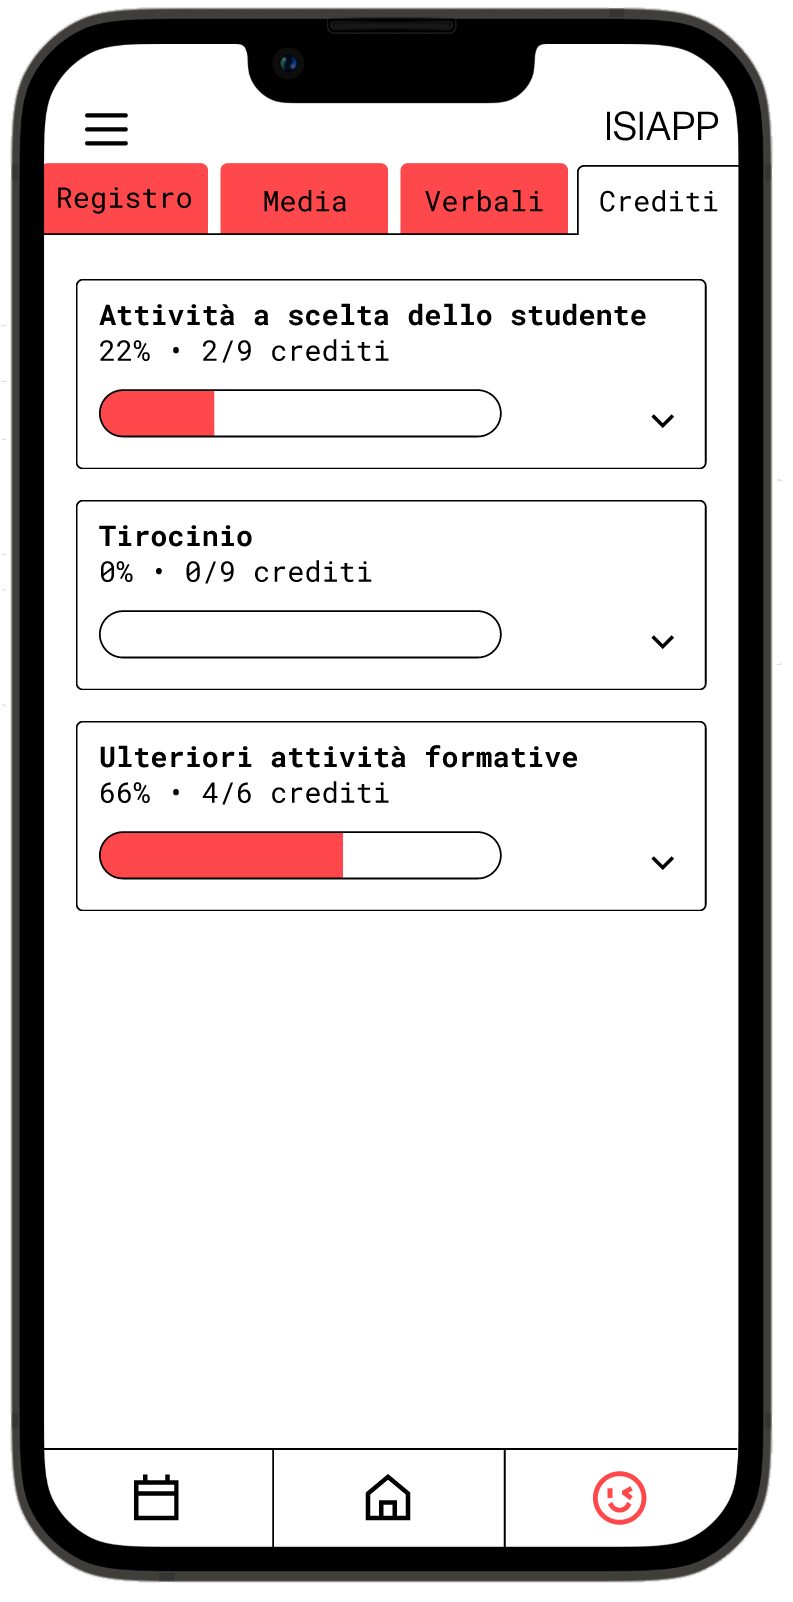 ISIAPP
Registro Media Verbali Crediti
Attività a scelta dello studente
22% • 2/9 crediti
Tirocinio
0% • 0/9 crediti
Ulteriori attività formative
66% • 4/6 crediti